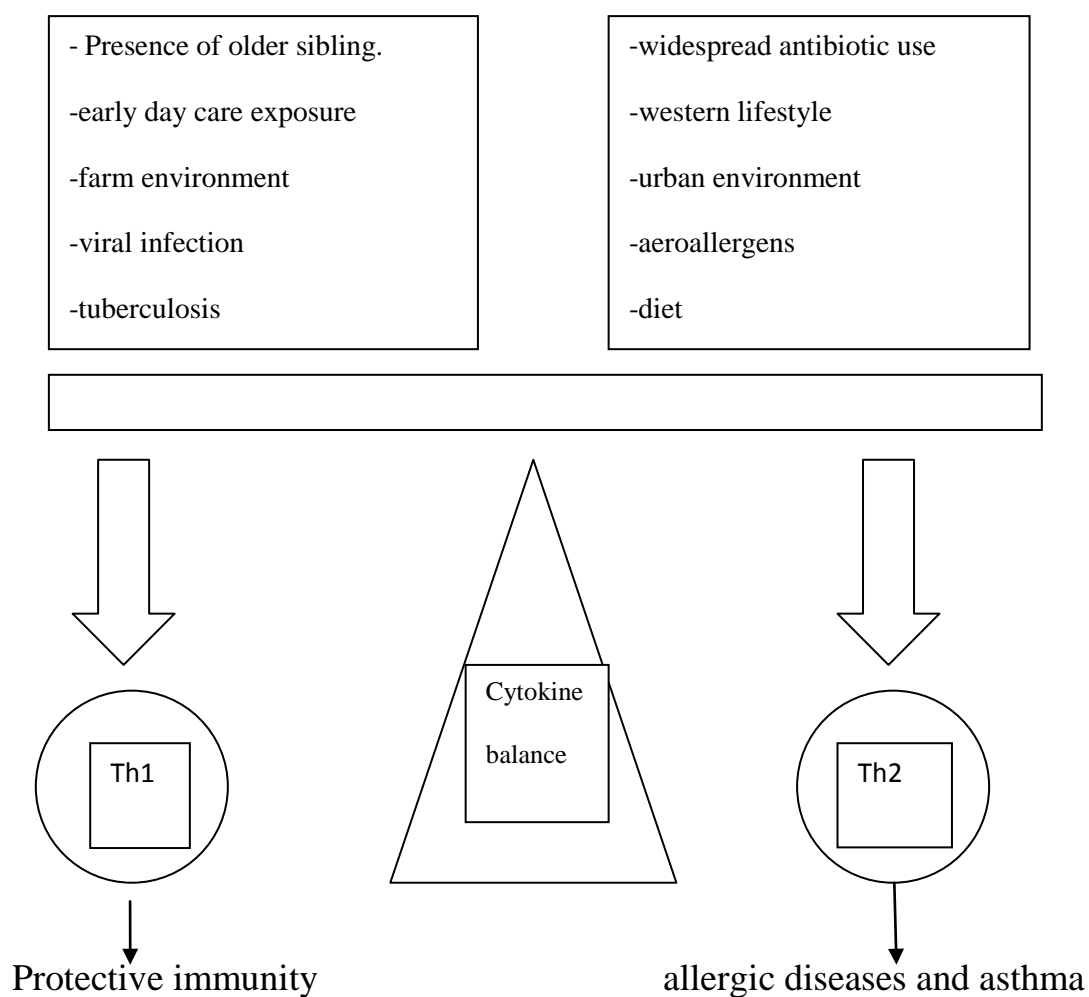 - Presence of older sibling.
-early day care exposure
-farm environment
-viral infection
-tuberculosis
-widespread antibiotic use
-western lifestyle
-urban environment
-aeroallergens
-diet
Cytokine
balance
Th1
Th2
Protective immunity
allergic diseases and asthma